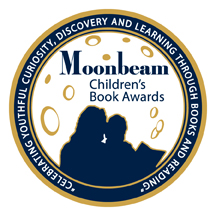 *CELEBRATING YOUTHFUL CURIOSITY, DISCOVERY AND LEARNING THROUGH BOOKS AND READING*
Moonbeam
Children's
Book Awards